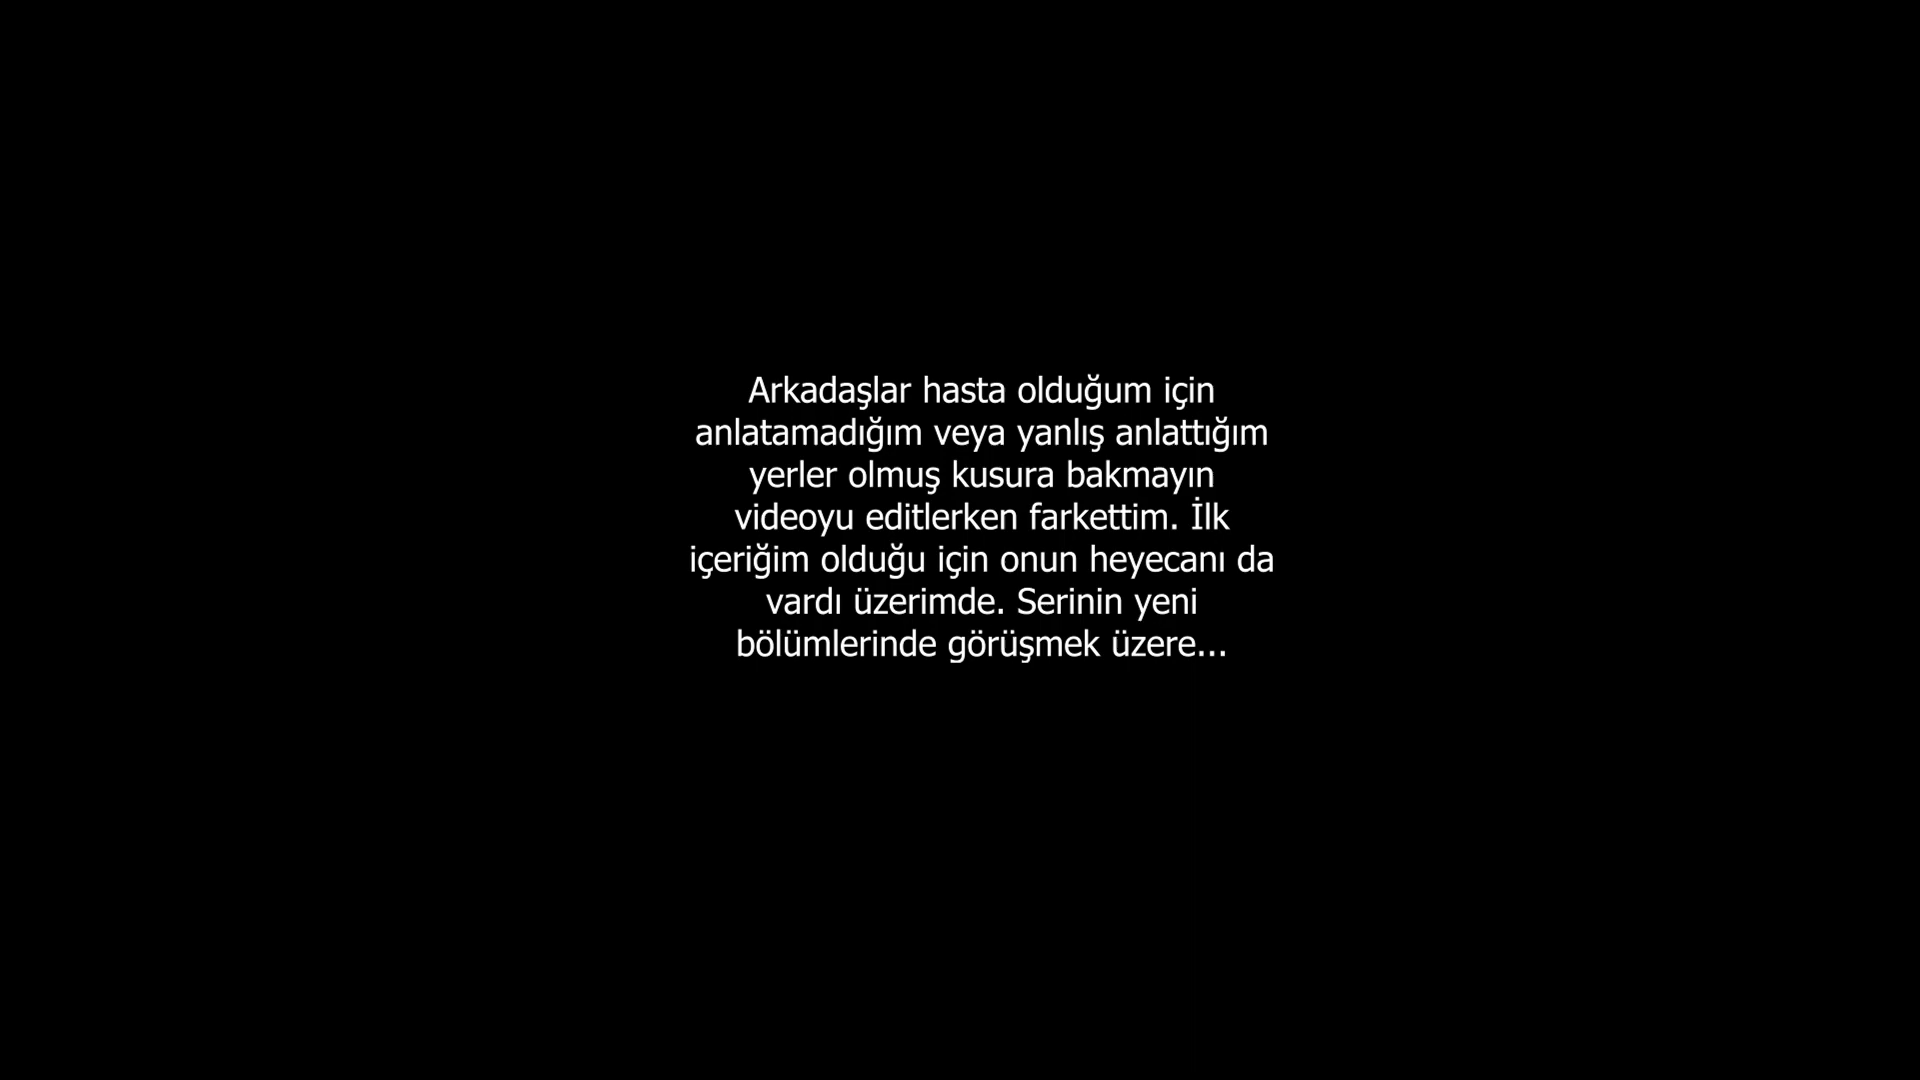 Arkadaşlar hasta olduğum için
anlatamadığım veya yanlış anlattığım
yerler olmuş kusura bakmayın
videoyu editlerken farkettim. İlk
içeriğim olduğu için onun heyecanı da
vardı üzerimde. Serinin yeni
bölümlerinde görüşmek üzere...